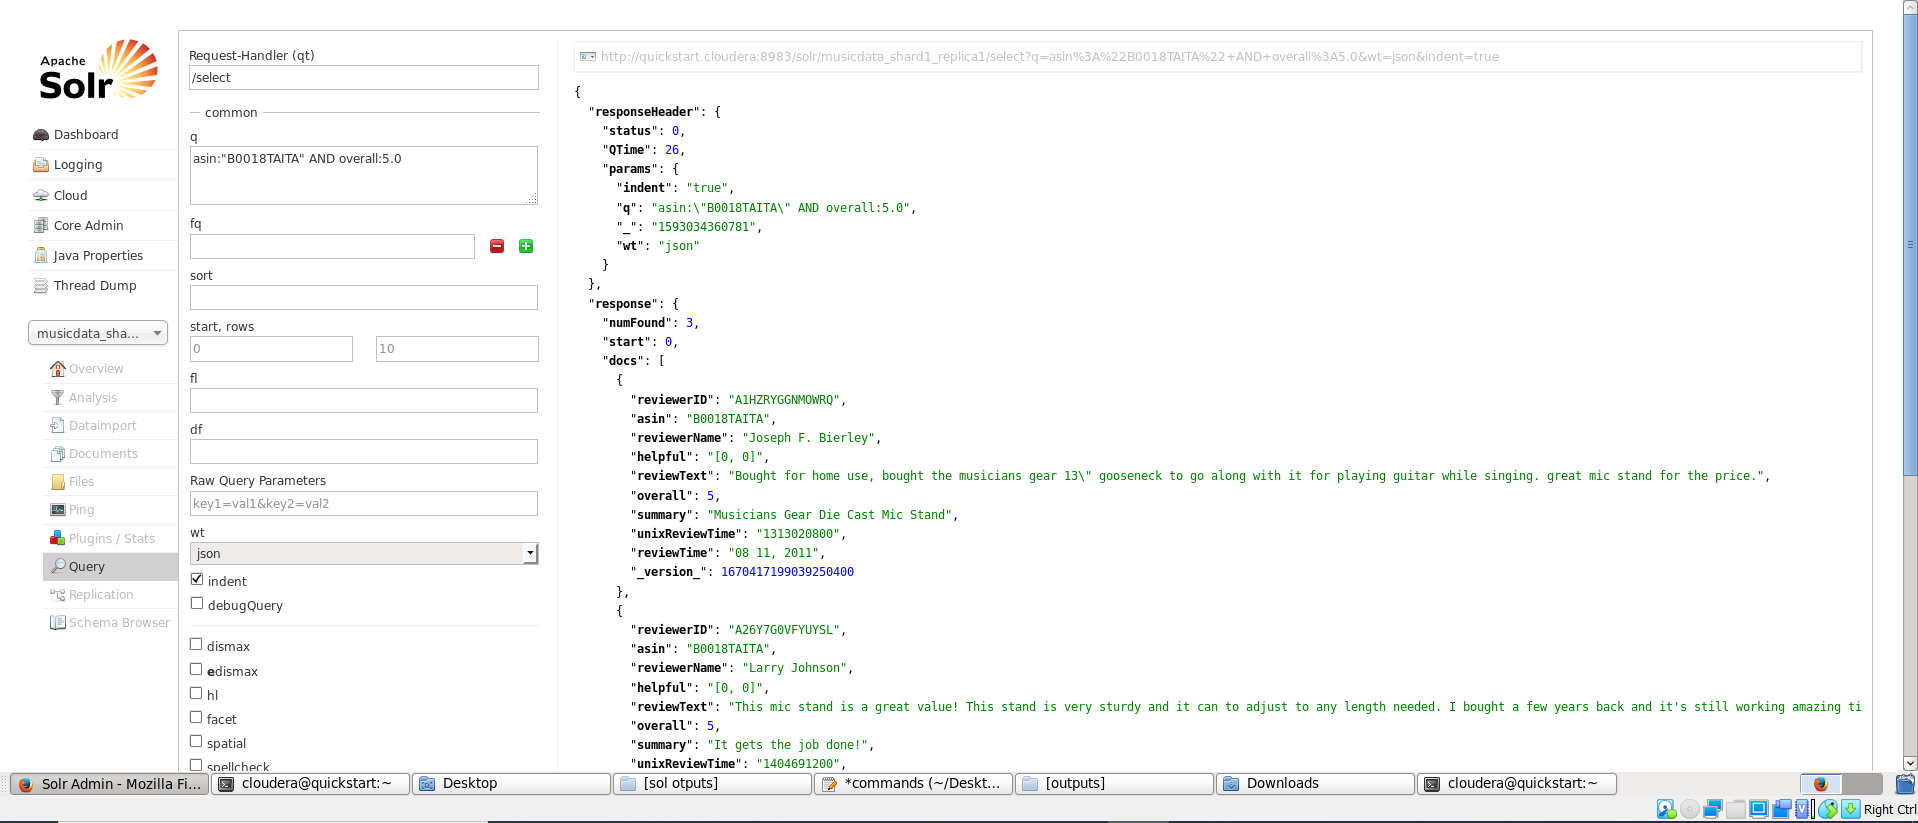 Apache
Solr
Dashboard
Logging
Cloud
Core Admin
Java Properties
Thread Dump
musicdata_sha...
Overview
Analysis
Dataimport
Documents
Files
Ping
Plugins / Stats
Query
Replication
Schema Browser
Request-Handler (qt)
/select
common
q
asin:"B0018TAITA" AND overall:5.0
fq
sort
start, rows
0 10
fl
df
Raw Query Parameters
key1=val1&key2=val2
wt
json
indent
debugQuery
dismax
edismax
hl
facet
spatial
spellcheck
http://quickstart.cloudera:8983/solr/musicdata_shard1_replica1/select?q=asin%3A%22B0018TAITA%22+AND+overall%3A5.0&wt=json&indent=true
{
"responseHeader": {
"status": 0,
"QTime": 26,
"params": {
"indent": "true",
"q": "asin:\"B0018TAITA\" AND overall:5.0",
"_": "1593034360781",
"wt": "json"
}
},
"response": {
"numFound": 3,
"start": 0,
"docs": [
{
"reviewerID": "A1HZRYGGNMOWRQ",
"asin": "B0018TAITA",
"reviewerName": "Joseph F. Bierley",
"helpful": "[0, 0]",
"reviewText": "Bought for home use, bought the musicians gear 13\" gooseneck to go along with it for playing guitar while singing. great mic stand for the price.",
"overall": 5,
"summary": "Musicians Gear Die Cast Mic Stand",
"unixReviewTime": "1313020800",
"reviewTime": "08 11, 2011",
"_version_": 1670417199039250400
},
{
"reviewerID": "A26Y7G0VFYUYSL",
"asin": "B0018TAITA",
"reviewerName": "Larry Johnson",
"helpful": "[0, 0]",
"reviewText": "This mic stand is a great value! This stand is very sturdy and it can to adjust to any length needed. I bought a few years back and it's still working amazing ti
"overall": 5,
"summary": "It gets the job done!",
"unixReviewTime": "1404691200",
Solr Admin - Mozilla Fi...
cloudera@quickstart:~
Desktop
[sol otputs]
*commands (~/Deskt...
[outputs]
Downloads
cloudera@quickstart:~
Right Ctrl